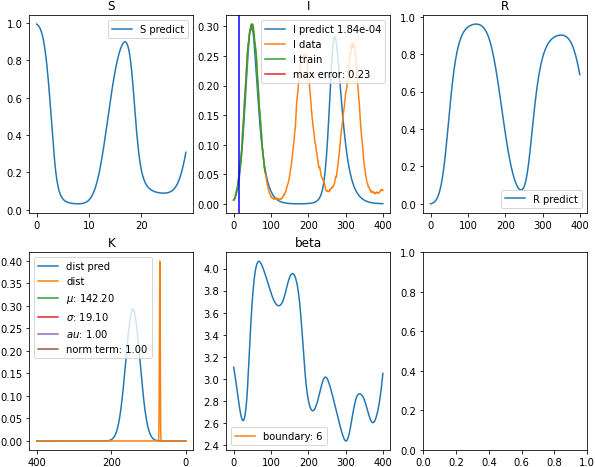 S
1.0
0.8
0.6
0.4
0.2
0.0
0 10 20
S predict
I
0.30
0.25
0.20
0.15
0.10
0.05
0.00
0 100 200 300 400
I predict 1.84e-04
I data
I train
max error: 0.23
R
1.0
0.8
0.6
0.4
0.2
0.0
0 100 200 300 400
R predict
K
0.40
0.35
0.30
0.25
0.20
0.15
0.10
0.05
0.00
400 200 0
dist pred
dist
μ: 142.20
σ: 19.10
au: 1.00
norm term: 1.00
beta
4.0
3.8
3.6
3.4
3.2
3.0
2.8
2.6
2.4
0 100 200 300 400
boundary: 6
1.0
0.8
0.6
0.4
0.2
0.0
0.0 0.2 0.4 0.6 0.8 1.0